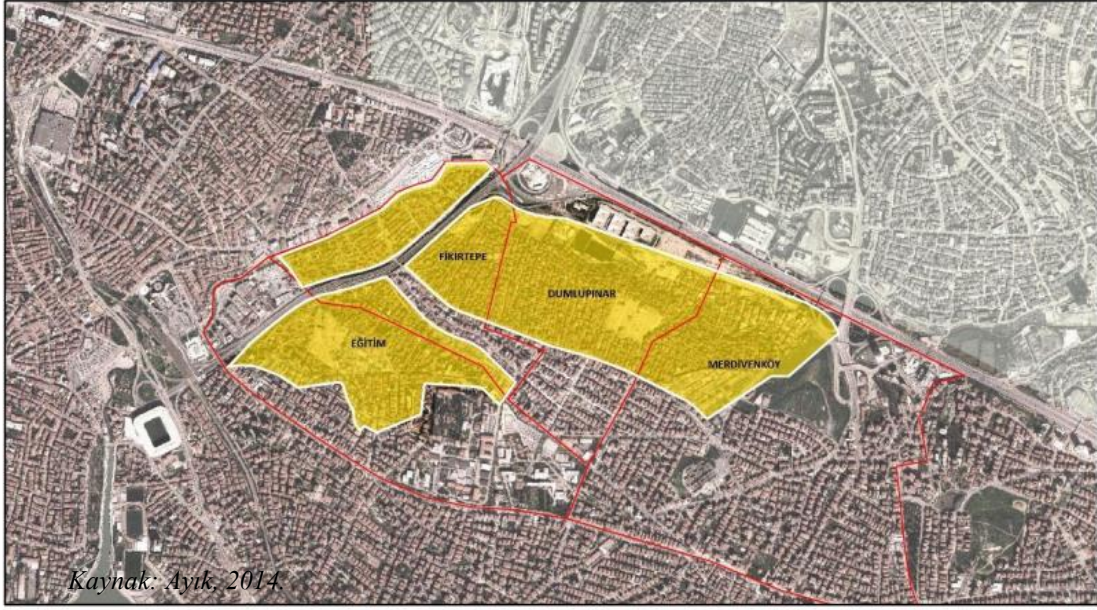 FİKİRTEPE
DUMLUPINAR
EĞİTİM
MERDİVENKÖY
Kaynak: Ayık, 2014.